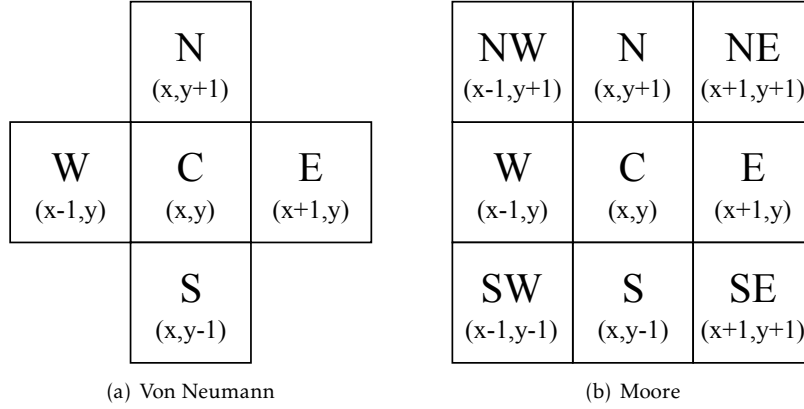 N
(x,y+1)
W
(x-1,y)
C
(x,y)
E
(x+1,y)
S
(x,y-1)
(a) Von Neumann
NW
(x-1,y+1)
N
(x,y+1)
NE
(x+1,y+1)
W
(x-1,y)
C
(x,y)
E
(x+1,y)
SW
(x-1,y-1)
S
(x,y-1)
SE
(x+1,y+1)
(b) Moore